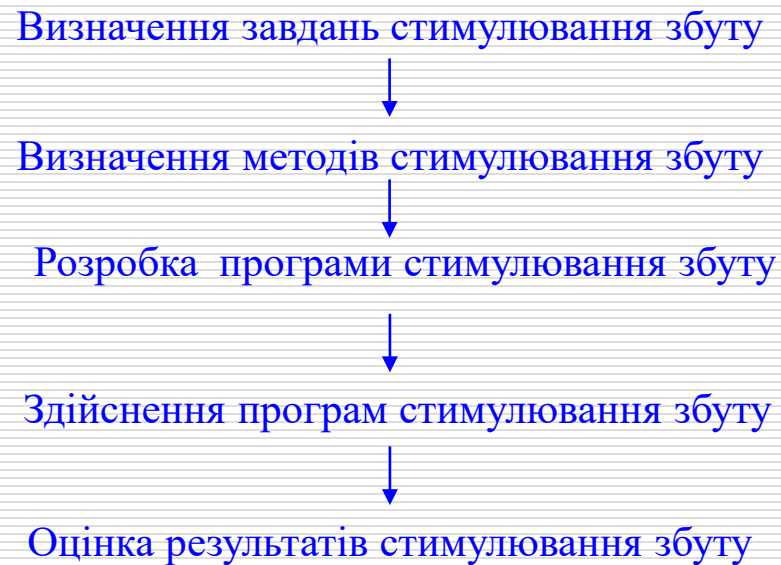 Визначення завдань стимулювання збуту
Визначення методів стимулювання збуту
Розробка програми стимулювання збуту
Здійснення програм стимулювання збуту
Оцінка результатів стимулювання збуту